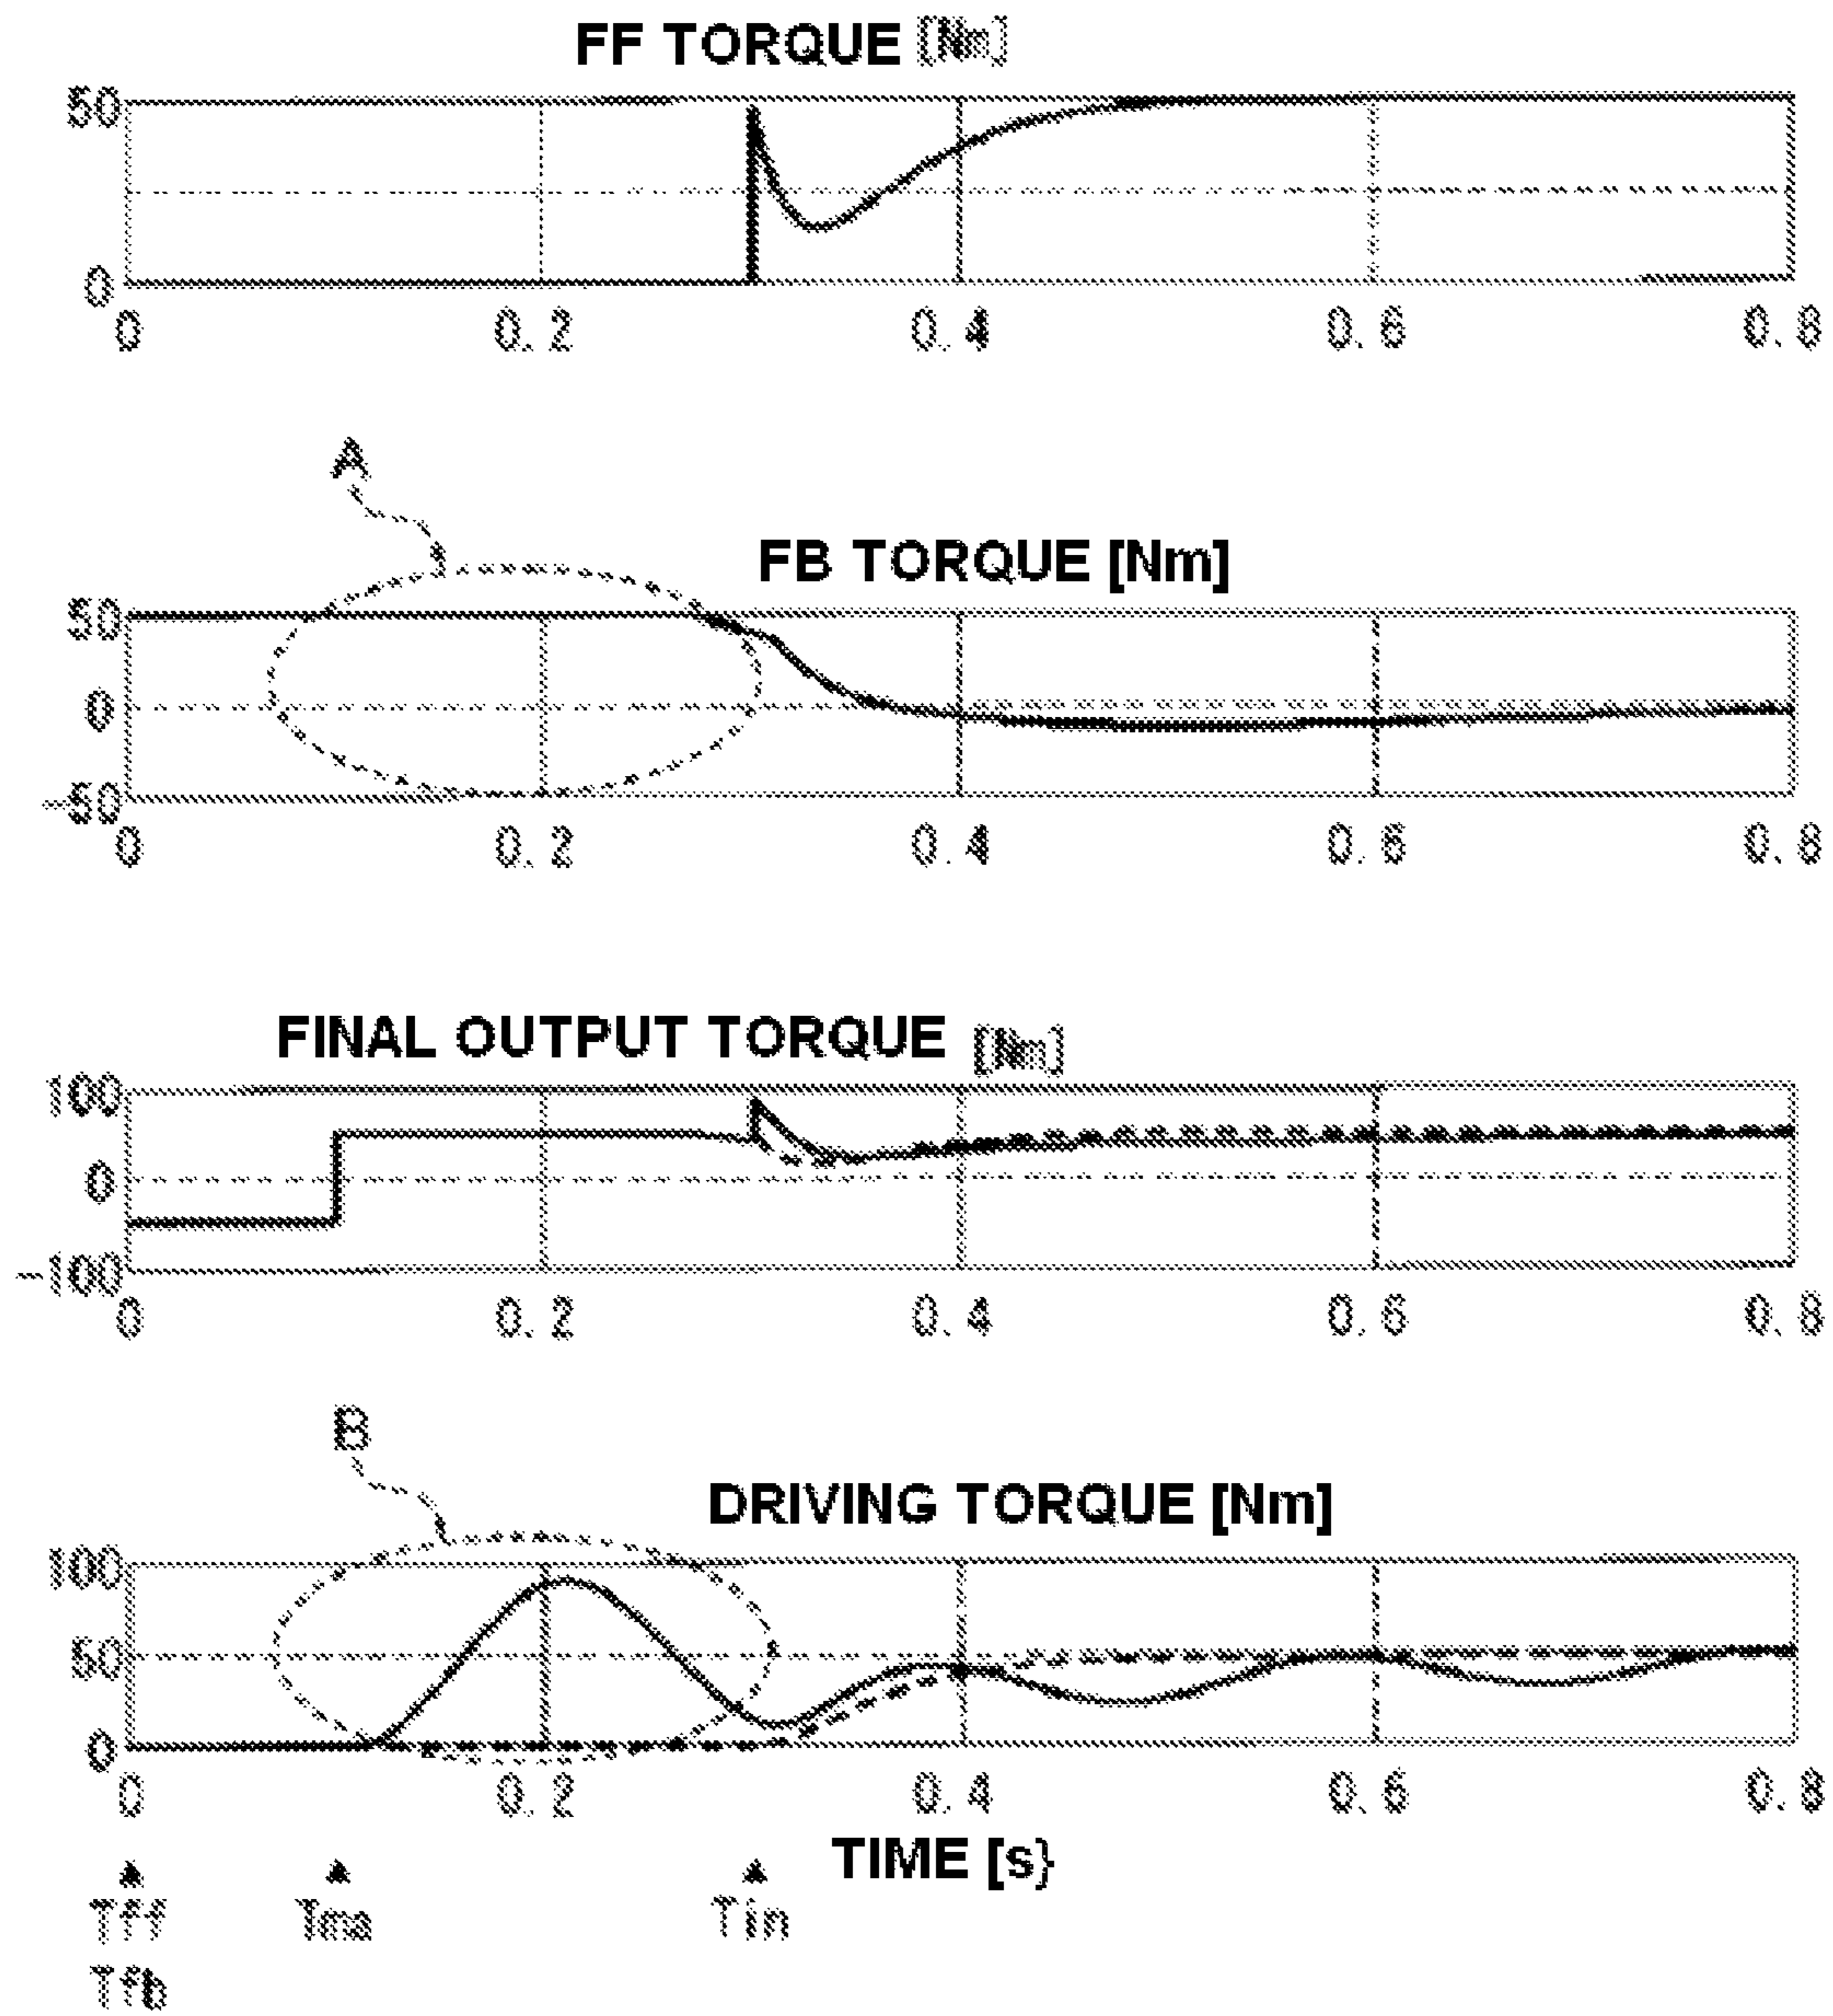 FF TORQUE [Nm]
50
0
0 0.2 0.4 0.6 0.8
A
FB TORQUE [Nm]
50
0
-50
0 0.2 0.4 0.6 0.8
FINAL OUTPUT TORQUE [Nm]
100
0
-100
0 0.2 0.4 0.6 0.8
B
DRIVING TORQUE [Nm]
100
50
0
0 0.2 0.4 0.6 0.8
TIME [s}
Tff Tma Tin
Tfb